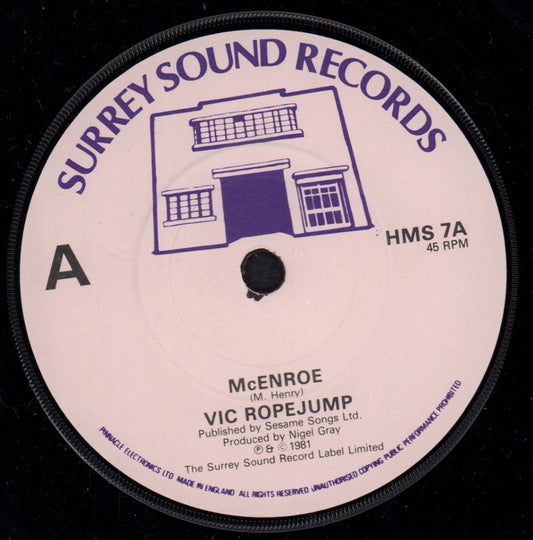 SURREY SOUND RECORDS
A
HMS 7A
45 RPM
McENROE
(M. Henry)
VIC ROPEJUMP
Published by Sesame Songs Ltd.
Produced by Nigel Gray
℗ & © 1981
The Surrey Sound Record Label Limited
PINNACLE ELECTRONICS LTD MADE IN ENGLAND ALL RIGHTS RESERVED UNAUTHORISED COPYING PUBLIC PERFORMANCE PROHIBITED